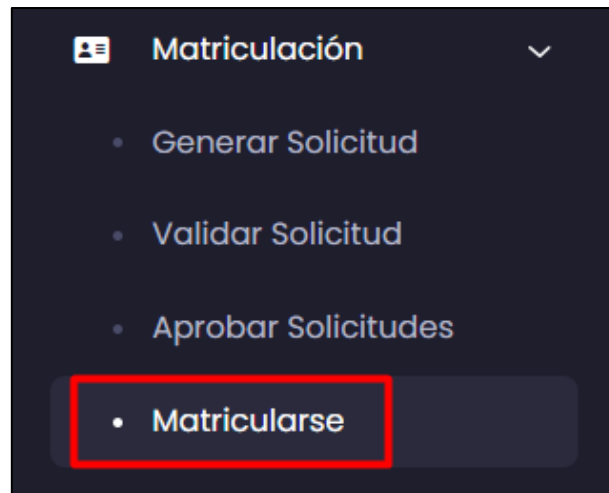 Matriculación
Generar Solicitud
Validar Solicitud
Aprobar Solicitudes
Matricularse